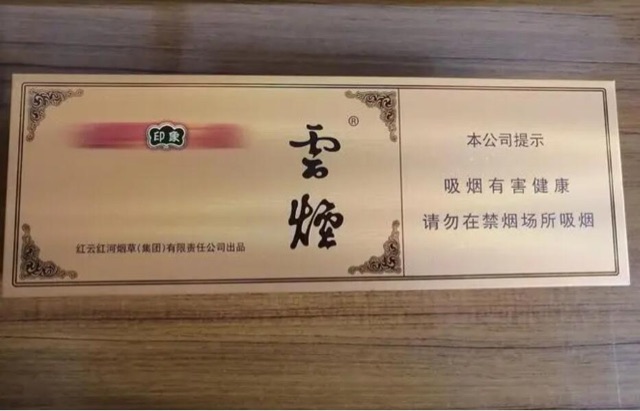 印象
雲煙®
红云红河烟草(集团)有限责任公司出品
本公司提示
吸烟有害健康
请勿在禁烟场所吸烟